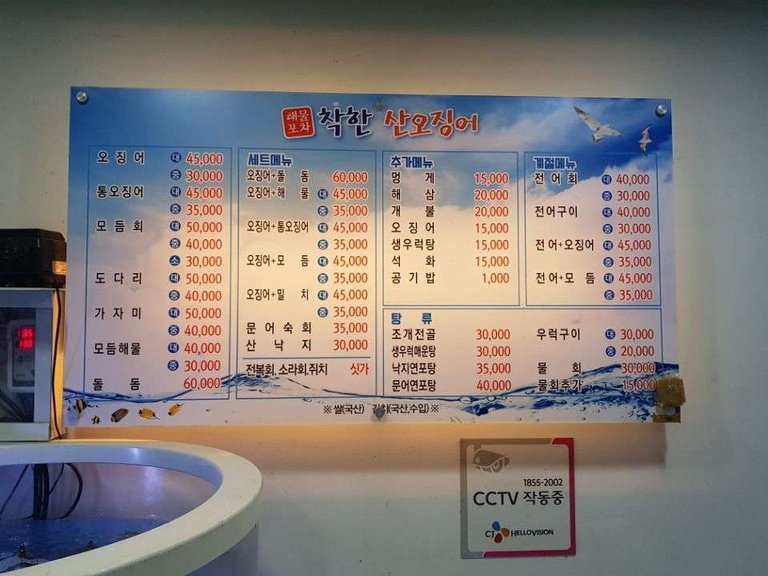 해물포차 착한 산오징어
오징어 대 45,000
중 30,000
통오징어 대 45,000
중 35,000
모듬회 대 50,000
중 40,000
소 30,000
도다리 대 50,000
중 40,000
가자미 대 50,000
중 40,000
모듬해물 대 40,000
중 30,000
돌돔 60,000
세트메뉴
오징어+돌돔 60,000
오징어+해물 대 45,000
중 35,000
오징어+통오징어 대 45,000
중 35,000
오징어+모듬 대 45,000
중 35,000
오징어+밀치 대 45,000
중 35,000
문어숙회 35,000
산낙지 30,000
전복회, 소라회,쥐치 싯가
추가메뉴
멍게 15,000
해삼 20,000
개불 20,000
오징어 15,000
생우럭탕 15,000
석화 15,000
공기밥 1,000
계절메뉴
전어회 대 40,000
중 30,000
전어구이 대 40,000
중 30,000
전어+오징어 대 45,000
중 35,000
전어+모듬 대 45,000
중 35,000
탕류
조개전골 30,000
생우럭매운탕 30,000
낙지연포탕 35,000
문어연포탕 40,000
우럭구이 대 30,000
중 20,000
물회 30,000
물회추가 15,000
※쌀(국산) 김치(국산,수입)※
1855-2002
CCTV 작동중
CJ HELLOVISION